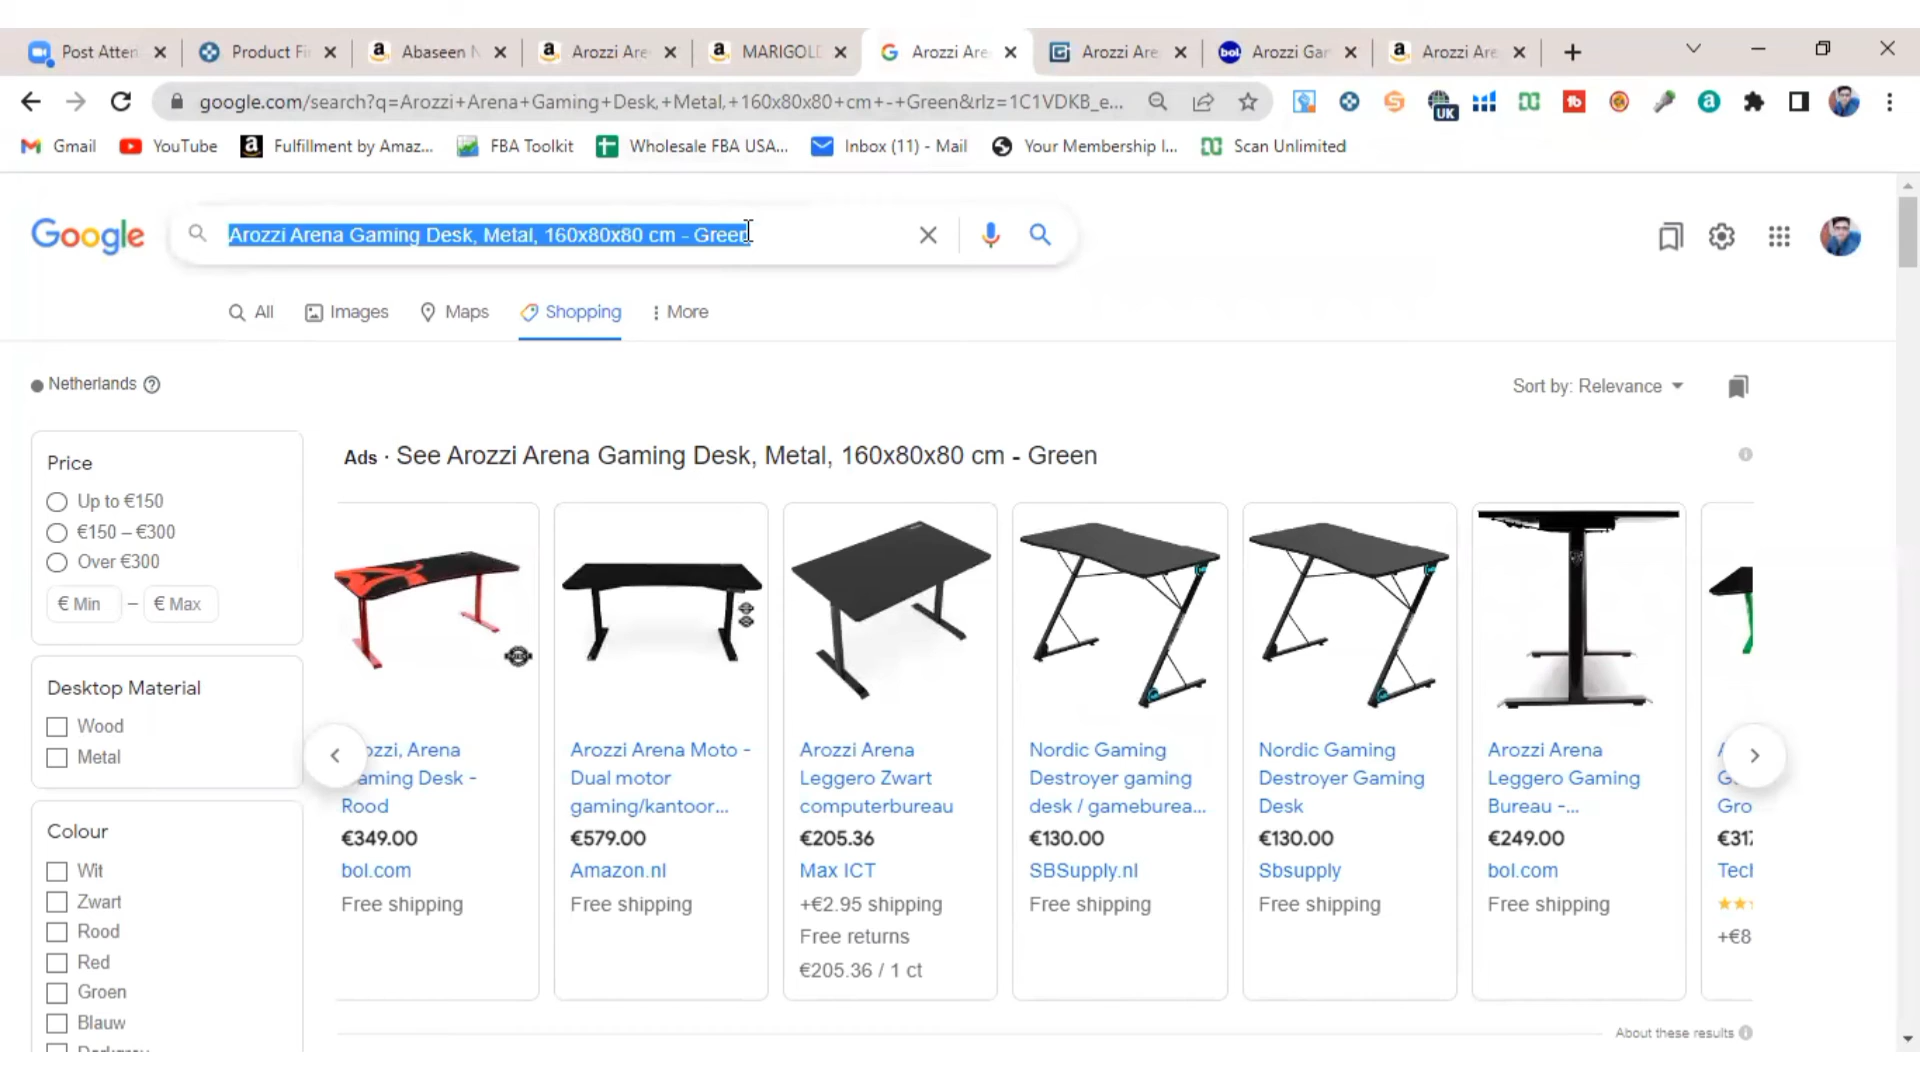 Post Atten
Product Fi
Abaseen N
Arozzi Are
MARIGOLD
Arozzi Are
Arozzi Are
bol
Arozzi Gar
Arozzi Are
google.com/search?q=Arozzi+Arena+Gaming+Desk,+Metal,+160x80x80+cm+-+Green&rlz=1C1VDKB_e...
UK
Gmail
YouTube
Fulfillment by Amaz...
FBA Toolkit
Wholesale FBA USA...
Inbox (11) - Mail
Your Membership I...
Scan Unlimited
Google
Arozzi Arena Gaming Desk, Metal, 160x80x80 cm - Green
All
Images
Maps
Shopping
More
Netherlands
Sort by: Relevance
Price
Up to €150
€150 – €300
Over €300
€ Min – € Max
Desktop Material
Wood
Metal
Colour
Wit
Zwart
Rood
Red
Groen
Blauw
Ads · See Arozzi Arena Gaming Desk, Metal, 160x80x80 cm - Green
ozzi, Arena
aming Desk -
Rood
€349.00
bol.com
Free shipping
Arozzi Arena Moto -
Dual motor
gaming/kantoor...
€579.00
Amazon.nl
Free shipping
Arozzi Arena
Leggero Zwart
computerbureau
€205.36
Max ICT
+€2.95 shipping
Free returns
€205.36 / 1 ct
Nordic Gaming
Destroyer gaming
desk / gameburea...
€130.00
SBSupply.nl
Free shipping
Nordic Gaming
Destroyer Gaming
Desk
€130.00
Sbsupply
Free shipping
Arozzi Arena
Leggero Gaming
Bureau -...
€249.00
bol.com
Free shipping
Gro
€317
Tech
+€8
About these results